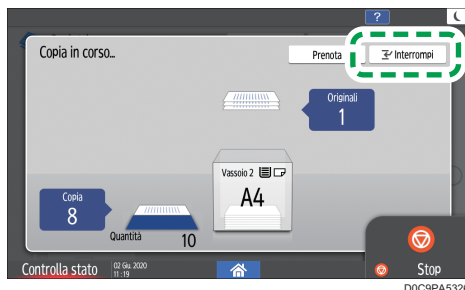 ?
Copia in corso...
Prenota
Interrompi
Originali
1
Vassoio 2
A4
Copia
8
Quantità
10
Controlla stato
02 Giu 2020
11 :19
Stop
D0C9PA5320